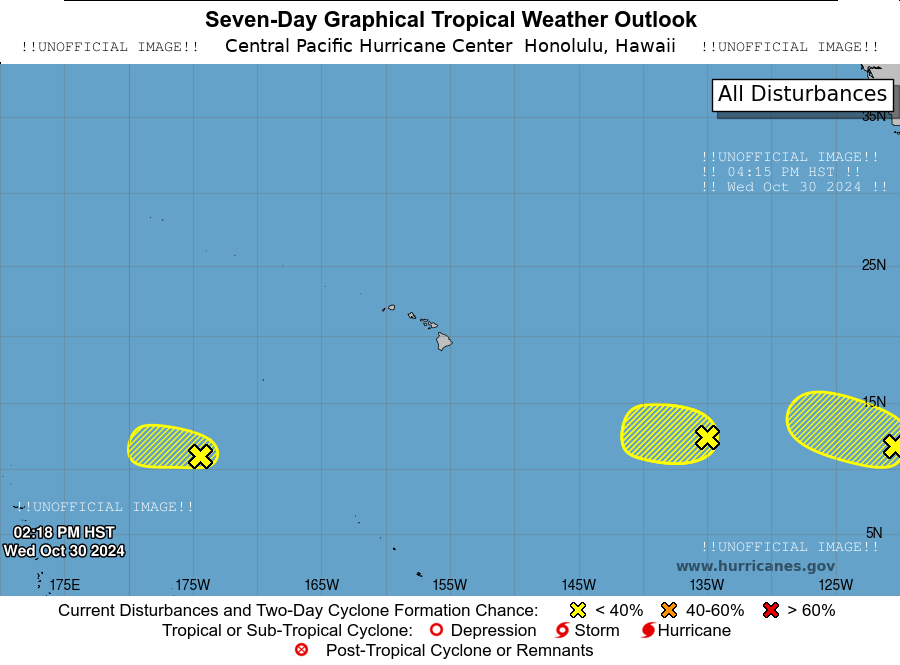 Seven-Day Graphical Tropical Weather Outlook
!!UNOFFICIAL IMAGE!! Central Pacific Hurricane Center Honolulu, Hawaii !!UNOFFICIAL IMAGE!!
All Disturbances
35N
!!UNOFFICIAL IMAGE!!
!! 04:15 PM HST !!
!! Wed Oct 30 2024 !!
25N
15N
!!UNOFFICIAL IMAGE!!
02:18 PM HST
Wed Oct 30 2024
5N
!!UNOFFICIAL IMAGE!!
www.hurricanes.gov
175E 175W 165W 155W 145W 135W 125W
Current Disturbances and Two-Day Cyclone Formation Chance: < 40% 40-60% > 60%
Tropical or Sub-Tropical Cyclone: Depression Storm Hurricane
Post-Tropical Cyclone or Remnants